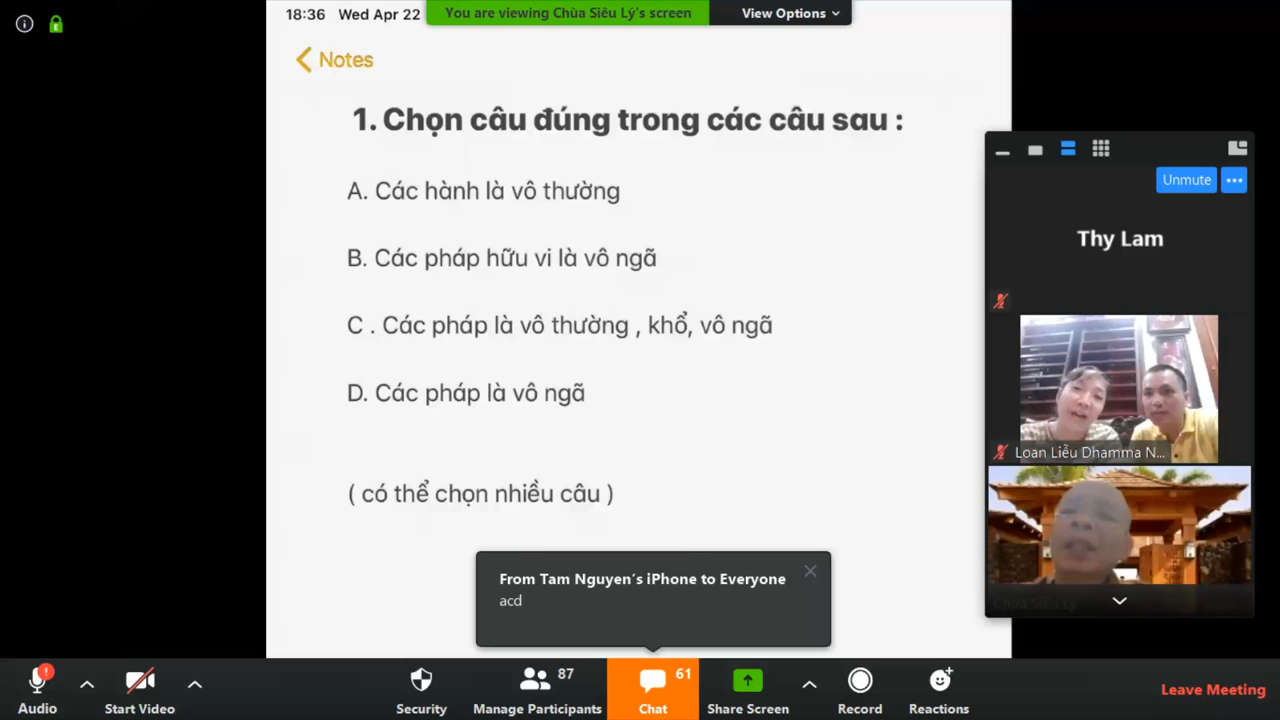 18:36 Wed Apr 22
You are viewing Chùa Siêu Lý's screen
View Options
Notes
1. Chọn câu đúng trong các câu sau :
A. Các hành là vô thường
B. Các pháp hữu vi là vô ngã
C . Các pháp là vô thường , khổ, vô ngã
D. Các pháp là vô ngã
( có thể chọn nhiều câu )
Unmute
Thy Lam
Loan Liễu Dhamma N...
Chùa Siêu Lý
From Tam Nguyen's iPhone to Everyone
acd
Audio
Start Video
Security
87
Manage Participants
61
Chat
Share Screen
Record
Reactions
Leave Meeting